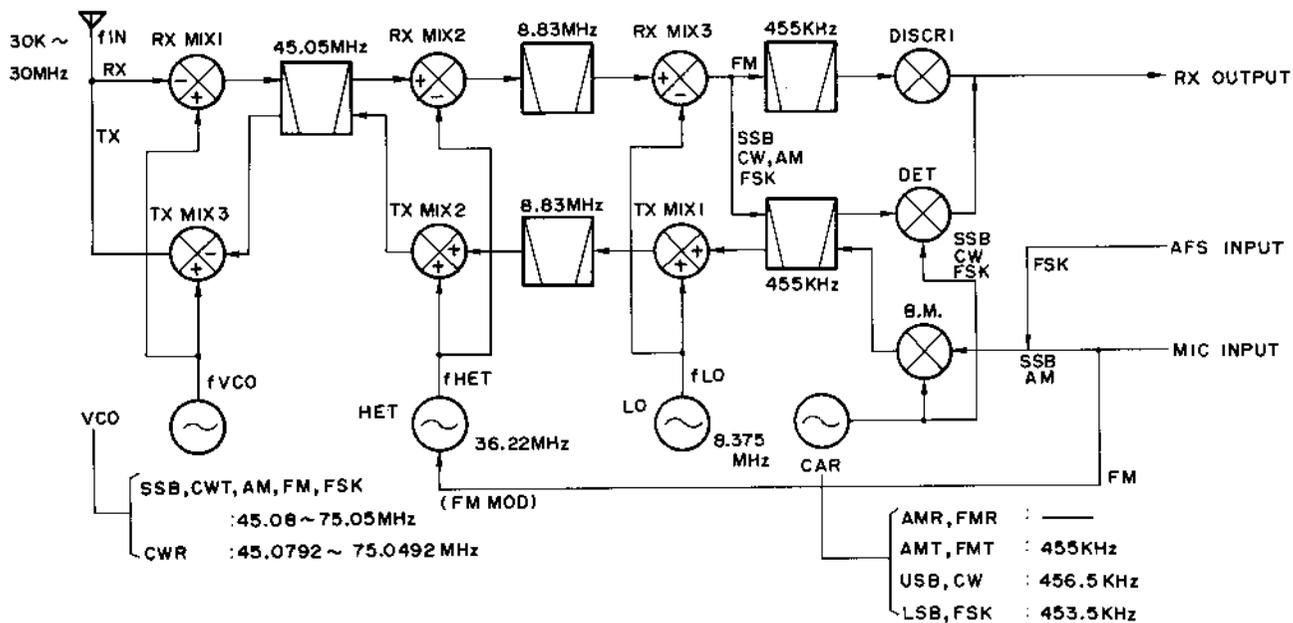 30K ~
30MHz
fIN
RX
TX
RX MIX1
45.05MHz
RX MIX2
8.83MHz
RX MIX3
FM
455KHz
DISCRI
RX OUTPUT
SSB
CW, AM
FSK
DET
TX MIX3
TX MIX2
8.83MHz
TX MIX1
455KHz
SSB
CW
FSK
AFS INPUT
FSK
B.M.
SSB
AM
MIC INPUT
fVCO
fHET
fLO
VCO
HET
36.22MHz
LO
8.375
MHz
CAR
FM
(FM MOD)
SSB, CWT, AM, FM, FSK
:45.08 ~ 75.05MHz
CWR :45.0792 ~ 75.0492 MHz
AMR, FMR : ——
AMT, FMT : 455KHz
USB, CW : 456.5 KHz
LSB, FSK : 453.5KHz